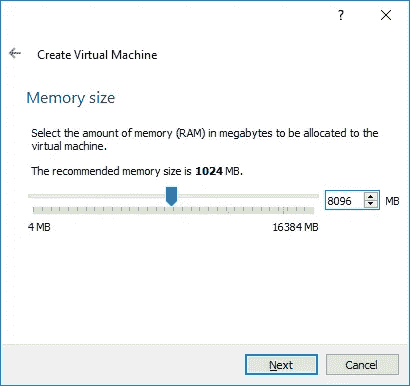 ?
Create Virtual Machine
Memory size
Select the amount of memory (RAM) in megabytes to be allocated to the
virtual machine.
The recommended memory size is 1024 MB.
8096 MB
4 MB 16384 MB
Next Cancel